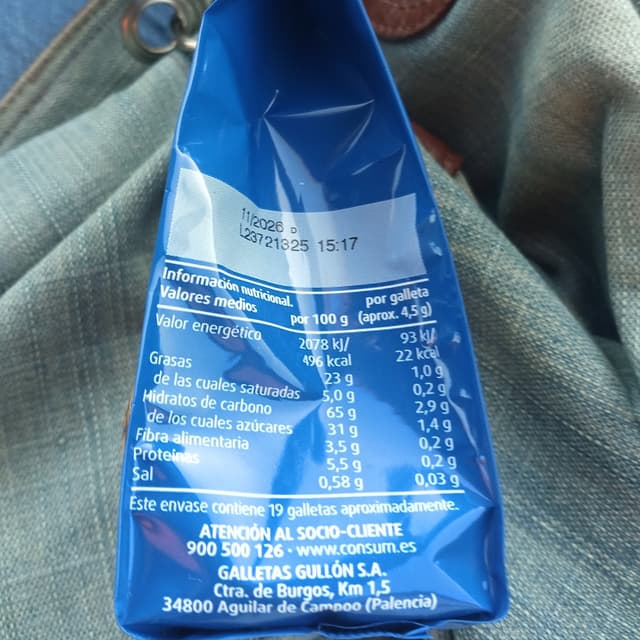 11/2026 D
L23721325 15:17
Información nutricional.
Valores medios por 100 g por galleta (aprox. 4,5 g)
Valor energético 2078 kJ/ 93 kJ/
496 kcal 22 kcal
Grasas 23 g 1,0 g
de las cuales saturadas 5,0 g 0,2 g
Hidratos de carbono 65 g 2,9 g
de los cuales azúcares 31 g 1,4 g
Fibra alimentaria 3,5 g 0,2 g
Proteínas 5,5 g 0,2 g
Sal 0,58 g 0,03 g
Este envase contiene 19 galletas aproximadamente.
ATENCIÓN AL SOCIO-CLIENTE
900 500 126 · www.consum.es
GALLETAS GULLÓN S.A.
Ctra. de Burgos, Km 1,5
34800 Aguilar de Campoo (Palencia)